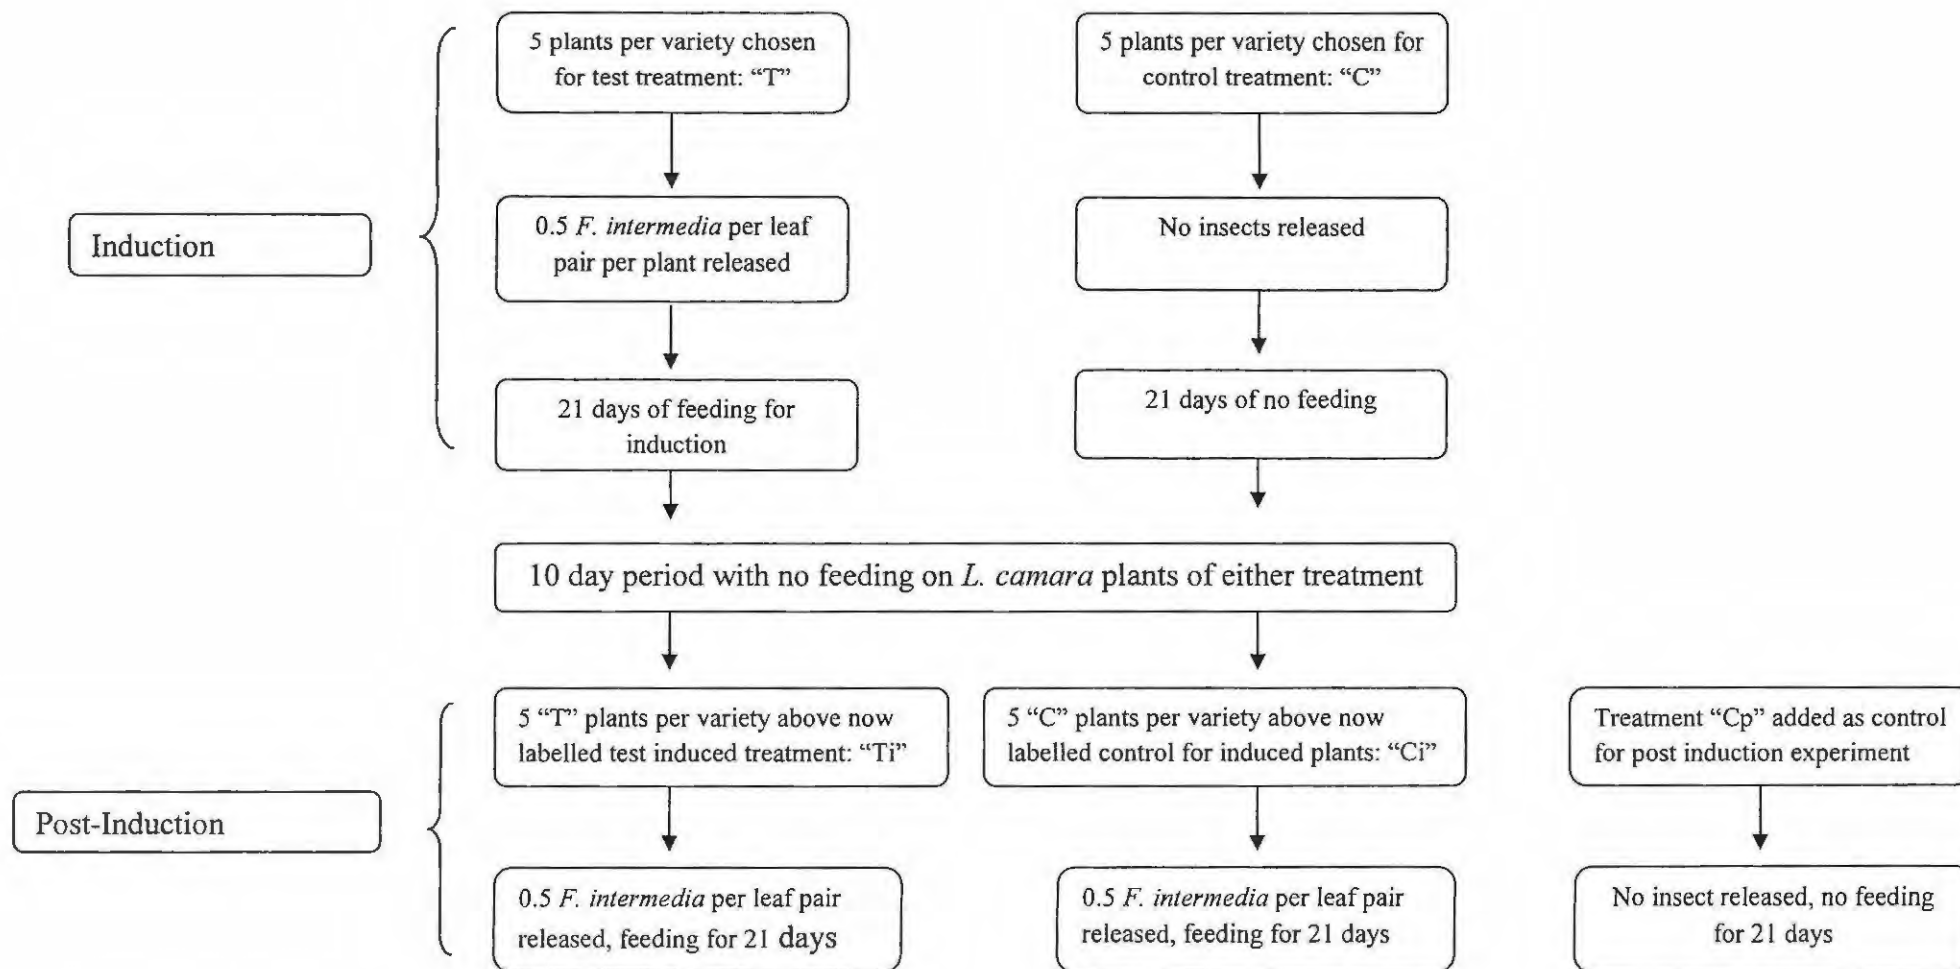 5 plants per variety chosen
for test treatment: “T”
5 plants per variety chosen for
control treatment: “C”
Induction
0.5 F. intermedia per leaf
pair per plant released
No insects released
21 days of feeding for
induction
21 days of no feeding
10 day period with no feeding on L. camara plants of either treatment
Post-Induction
5 “T” plants per variety above now
labelled test induced treatment: “Ti”
5 “C” plants per variety above now
labelled control for induced plants: “Ci”
Treatment “Cp” added as control
for post induction experiment
0.5 F. intermedia per leaf pair
released, feeding for 21 days
0.5 F. intermedia per leaf pair
released, feeding for 21 days
No insect released, no feeding
for 21 days